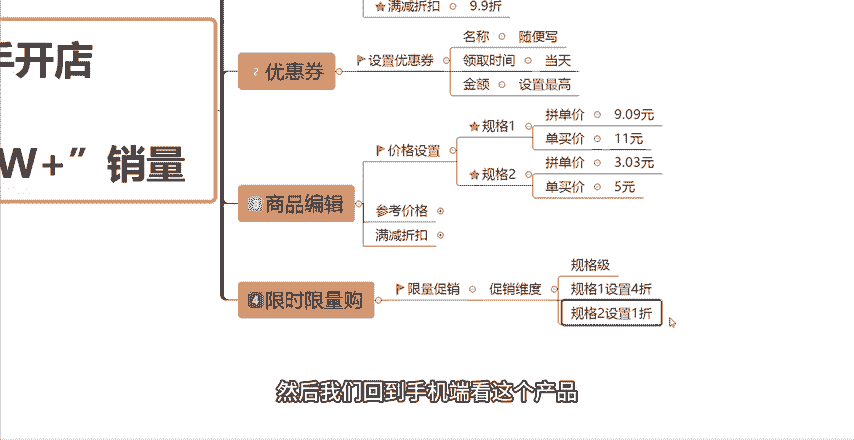 满减折扣 9.9折
手开店
W+”销量
2 优惠券
设置优惠券
名称 随便写
领取时间 当天
金额 设置最高
商品编辑
价格设置
规格1
拼单价 9.09元
单买价 11元
规格2
拼单价 3.03元
单买价 5元
参考价格
满减折扣
4 限时限量购
限量促销 促销维度
规格级
规格1设置4折
规格2设置1折
然后我们回到手机端看这个产品